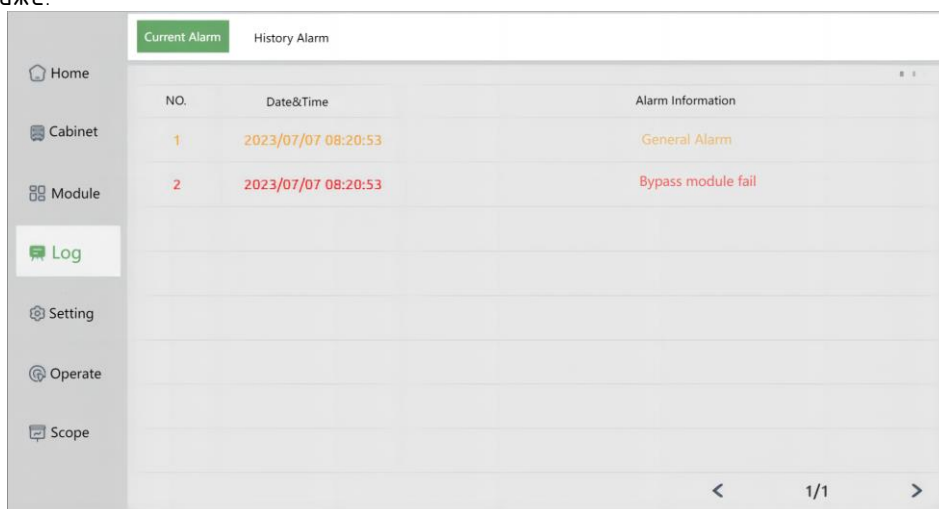 Current Alarm
History Alarm
Home
NO.
Date&Time
Alarm Information
Cabinet
1
2023/07/07 08:20:53
General Alarm
Module
2
2023/07/07 08:20:53
Bypass module fail
Log
Setting
Operate
Scope
<
1/1
>